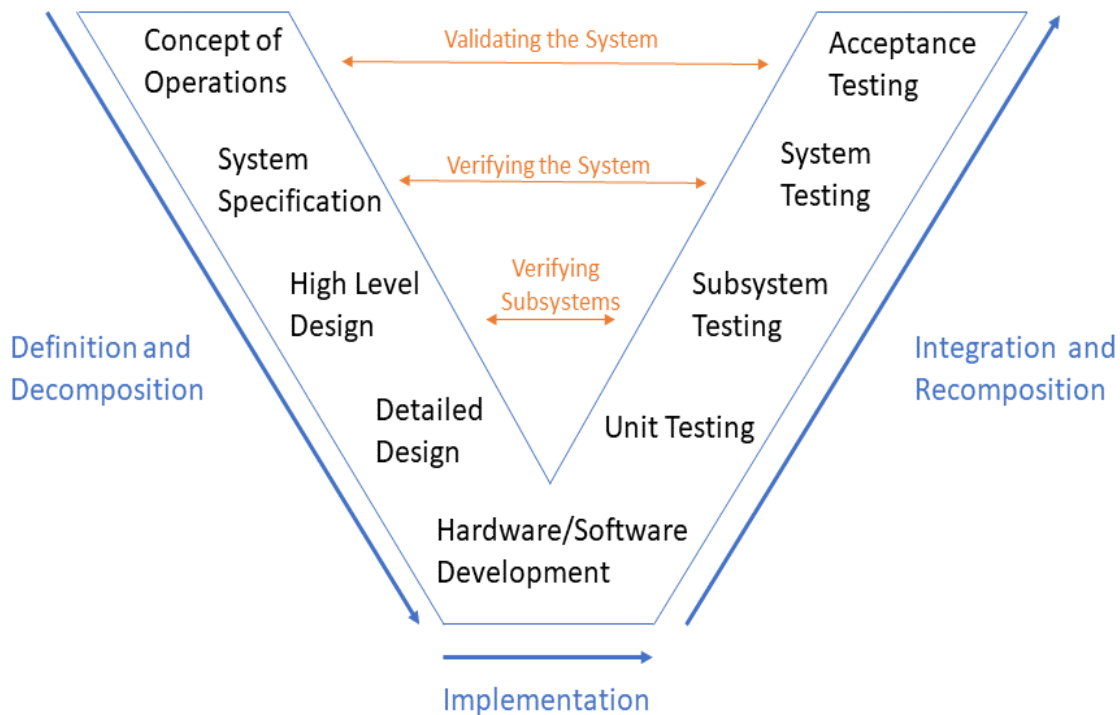 Concept of
Operations
Validating the System
Acceptance
Testing
System
Specification
Verifying the System
System
Testing
High Level
Design
Verifying
Subsystems
Subsystem
Testing
Definition and
Decomposition
Integration and
Recomposition
Detailed
Design
Unit Testing
Hardware/Software
Development
Implementation